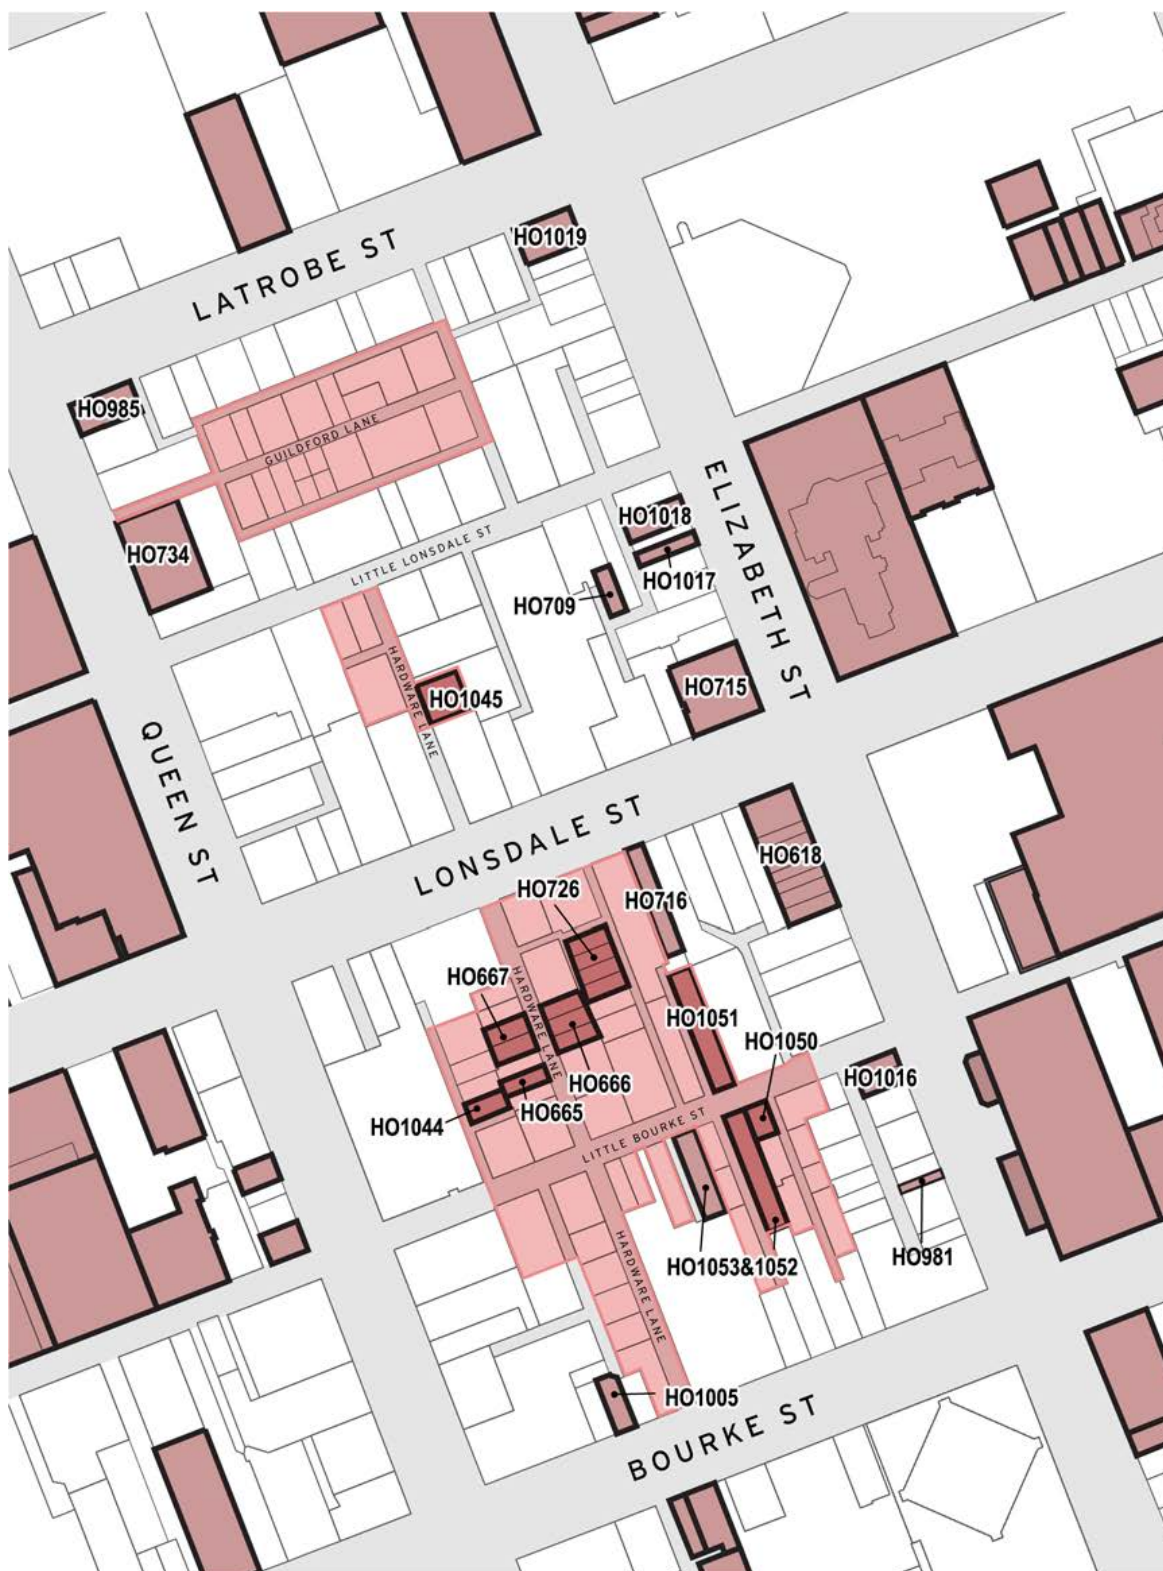 HO1019
LATROBE ST
HO985
GUILDFORD LANE
ELIZABETH ST
HO1018
LITTLE LONSDALE ST
HO734
HO1017
HO709
HARDWARE LANE
HO1045
HO715
QUEEN ST
LONSDALE ST
HO618
HO726
HO716
HO667
HARDWARE LANE
HO1051
HO1050
HO666
HO1016
HO665
HO1044
LITTLE BOURKE ST
HARDWARE LANE
HO1053&1052
HO981
HO1005
BOURKE ST